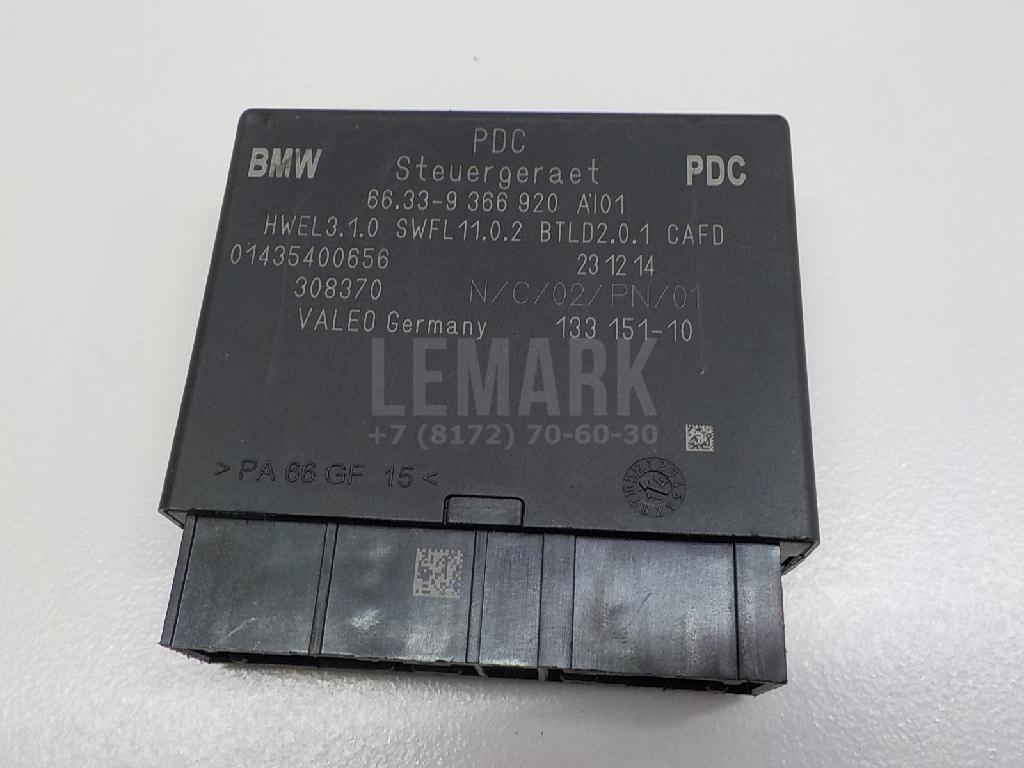 PDC
BMW Steuergeraet PDC
66.33-9 366 920 AI01
HWEL3.1.0 SWFL11.0.2 BTLD2.0.1 CAFD
01435400656 23 12 14
308370 N/C/02/PN/01
VALEO Germany 133 151-10
LEMARK
+7 (8172) 70-60-30
>PA 66 GF 15<